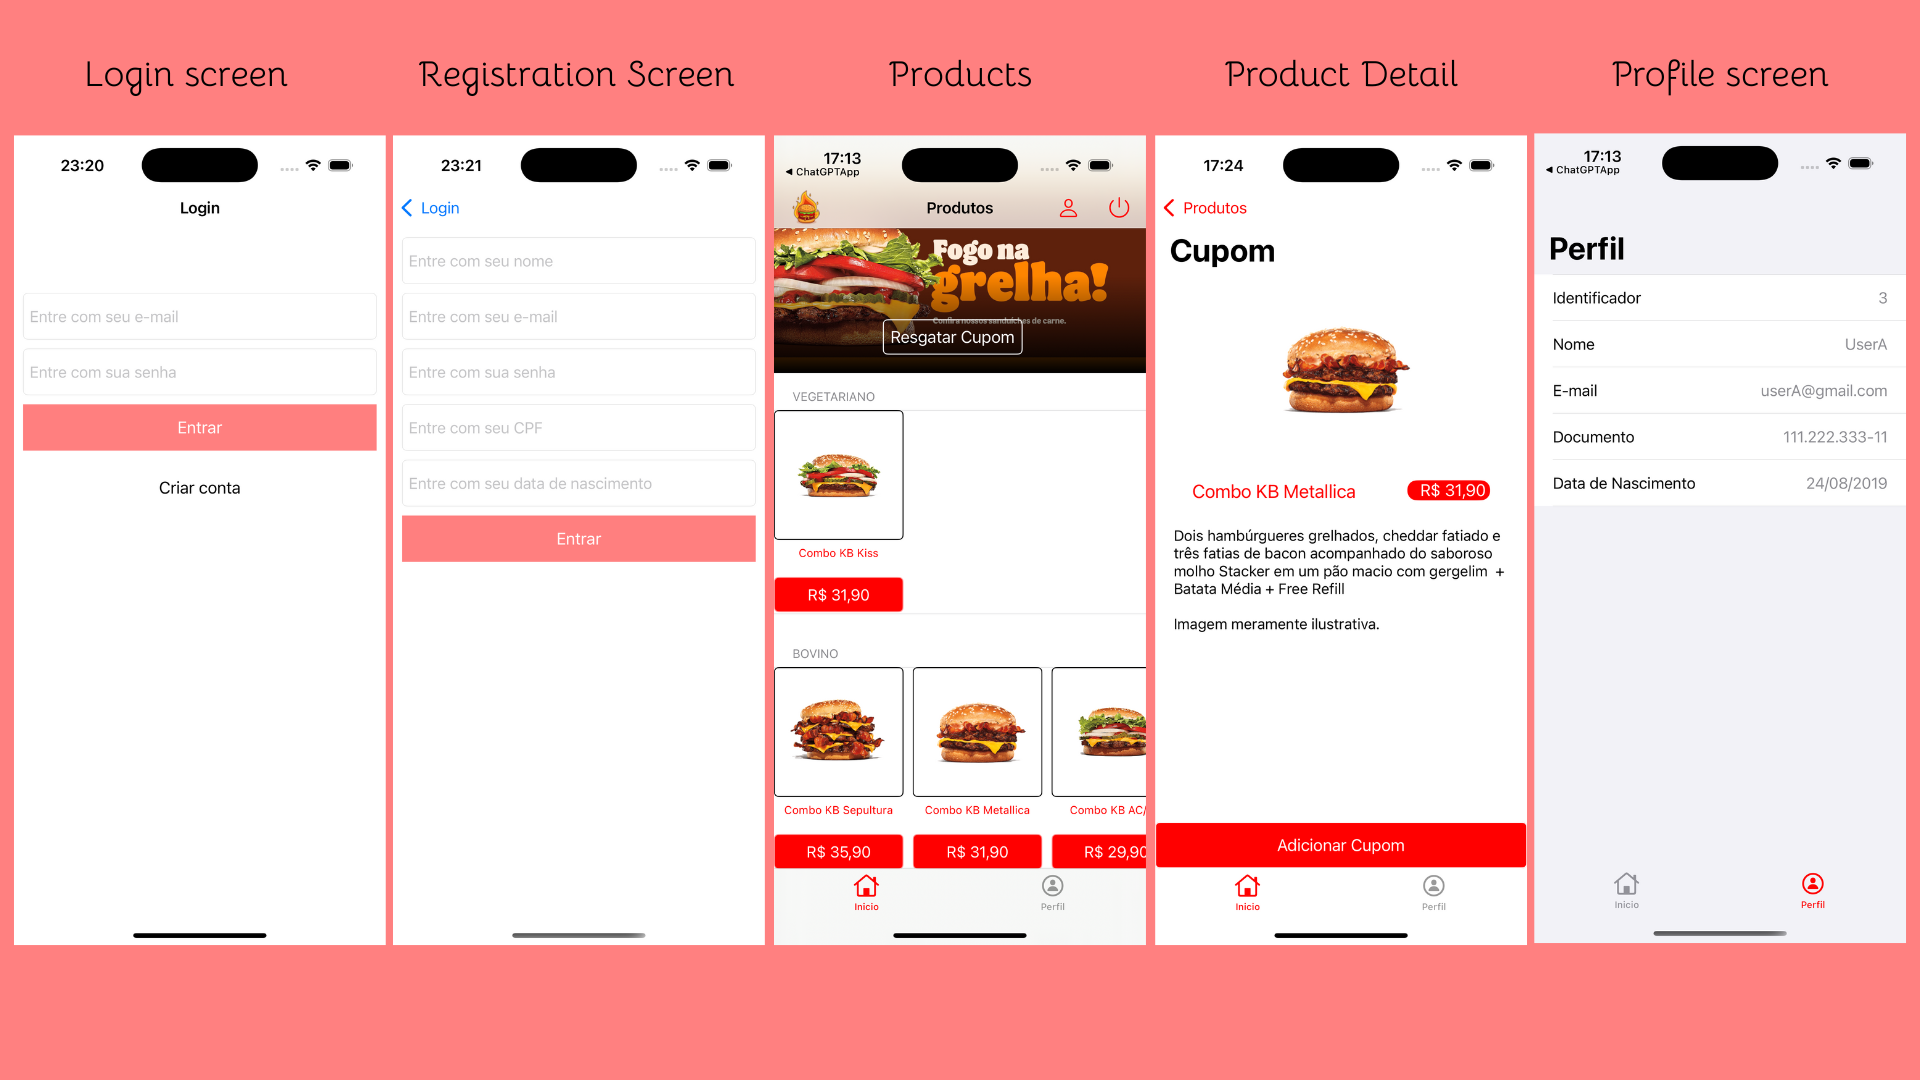 Login screen
Registration Screen
Products
Product Detail
Profile screen
23:20
Login
Entre com seu e-mail
Entre com sua senha
Entrar
Criar conta
23:21
Login
Entre com seu nome
Entre com seu e-mail
Entre com sua senha
Entre com seu CPF
Entre com seu data de nascimento
Entrar
17:13
ChatGPTApp
Produtos
Fogo na
grelha!
Confira nossos sanduíches de carne.
Resgatar Cupom
VEGETARIANO
Combo KB Kiss
R$ 31,90
BOVINO
Combo KB Sepultura
Combo KB Metallica
Combo KB AC/
R$ 35,90
R$ 31,90
R$ 29,90
Inicio
Perfil
17:24
Produtos
Cupom
Combo KB Metallica
R$ 31,90
Dois hambúrgueres grelhados, cheddar fatiado e
três fatias de bacon acompanhado do saboroso
molho Stacker em um pão macio com gergelim +
Batata Média + Free Refill
Imagem meramente ilustrativa.
Adicionar Cupom
Inicio
Perfil
17:13
ChatGPTApp
Perfil
Identificador
3
Nome
UserA
E-mail
userA@gmail.com
Documento
111.222.333-11
Data de Nascimento
24/08/2019
Inicio
Perfil